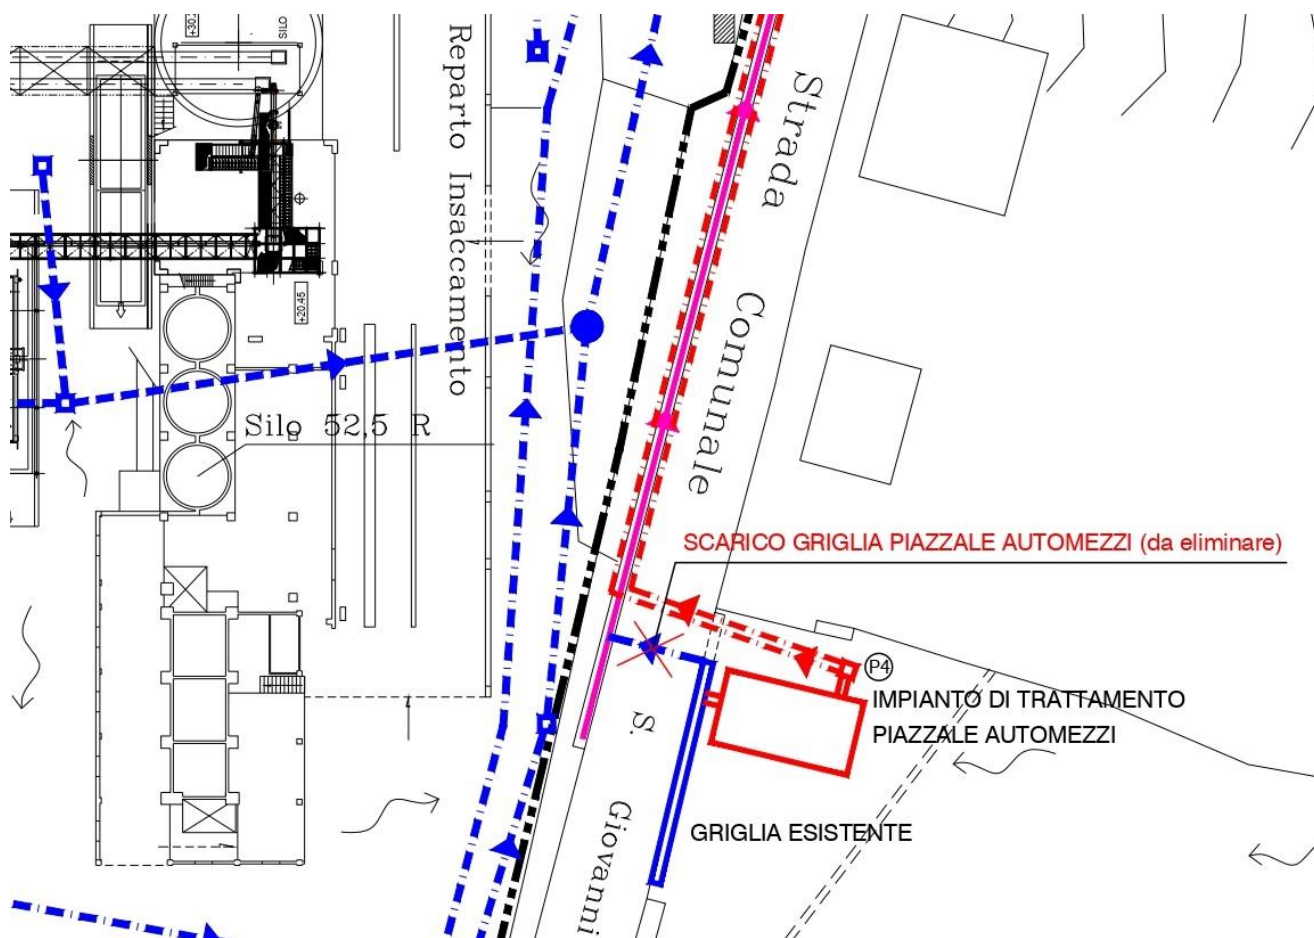 SILO
Reparto Insaccamento
Strada
Comunale
+20.45
Silo 52,5 R
SCARICO GRIGLIA PIAZZALE AUTOMEZZI (da eliminare)
P4
IMPIANTO DI TRATTAMENTO
PIAZZALE AUTOMEZZI
S.
Giovanni
GRIGLIA ESISTENTE